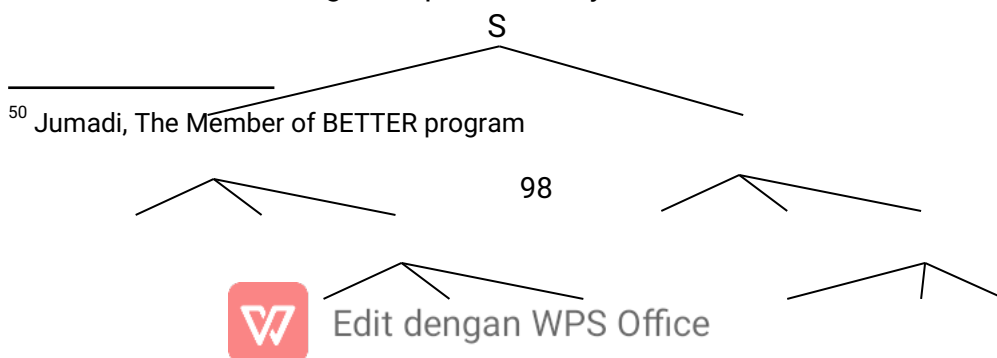 S
50 Jumadi, The Member of BETTER program
98
Edit dengan WPS Office